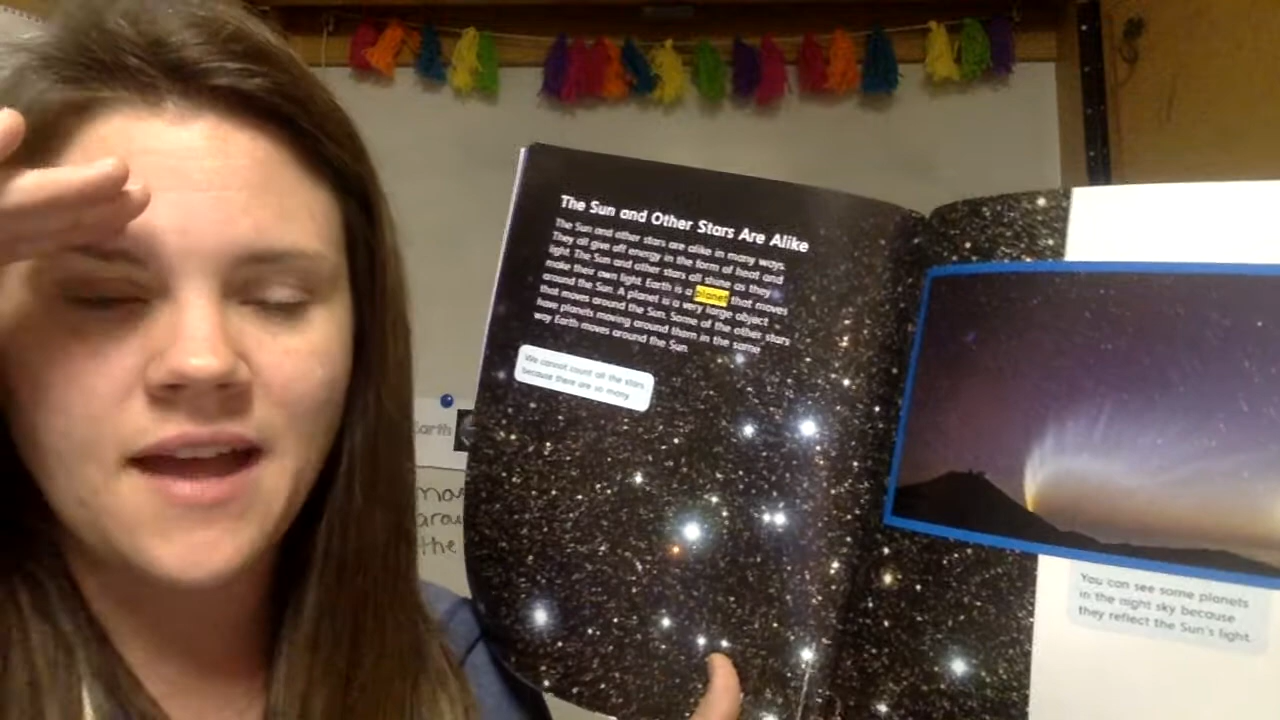 The Sun and Other Stars Are Alike
The Sun and other stars are alike in many ways.
They all give off energy in the form of heat and
light. The Sun and other stars all shine as they
make their own light. Earth is a planet that moves
around the Sun. A planet is a very large object
that moves around the Sun. Some of the other stars
have planets moving around them in the same
way Earth moves around the Sun.
We cannot count all the stars
because there are so many.
Earth
the
You can see some planets
in the night sky because
they reflect the Sun's light.